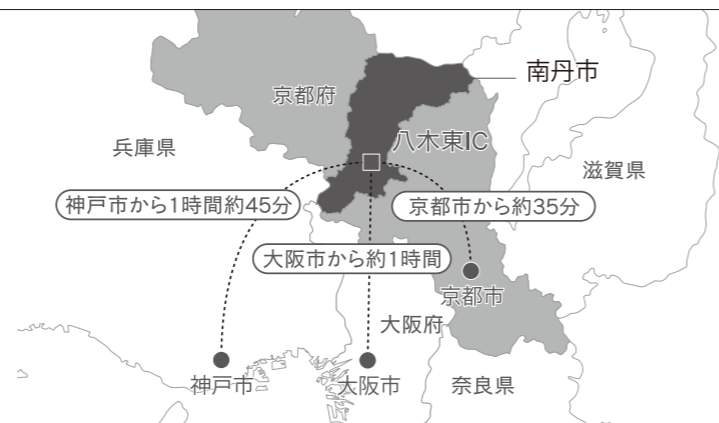 南丹市
京都府
八木東IC
兵庫県
滋賀県
神戸市から1時間約45分
京都市から約35分
大阪市から約1時間
京都市
大阪府
神戸市
大阪市
奈良県